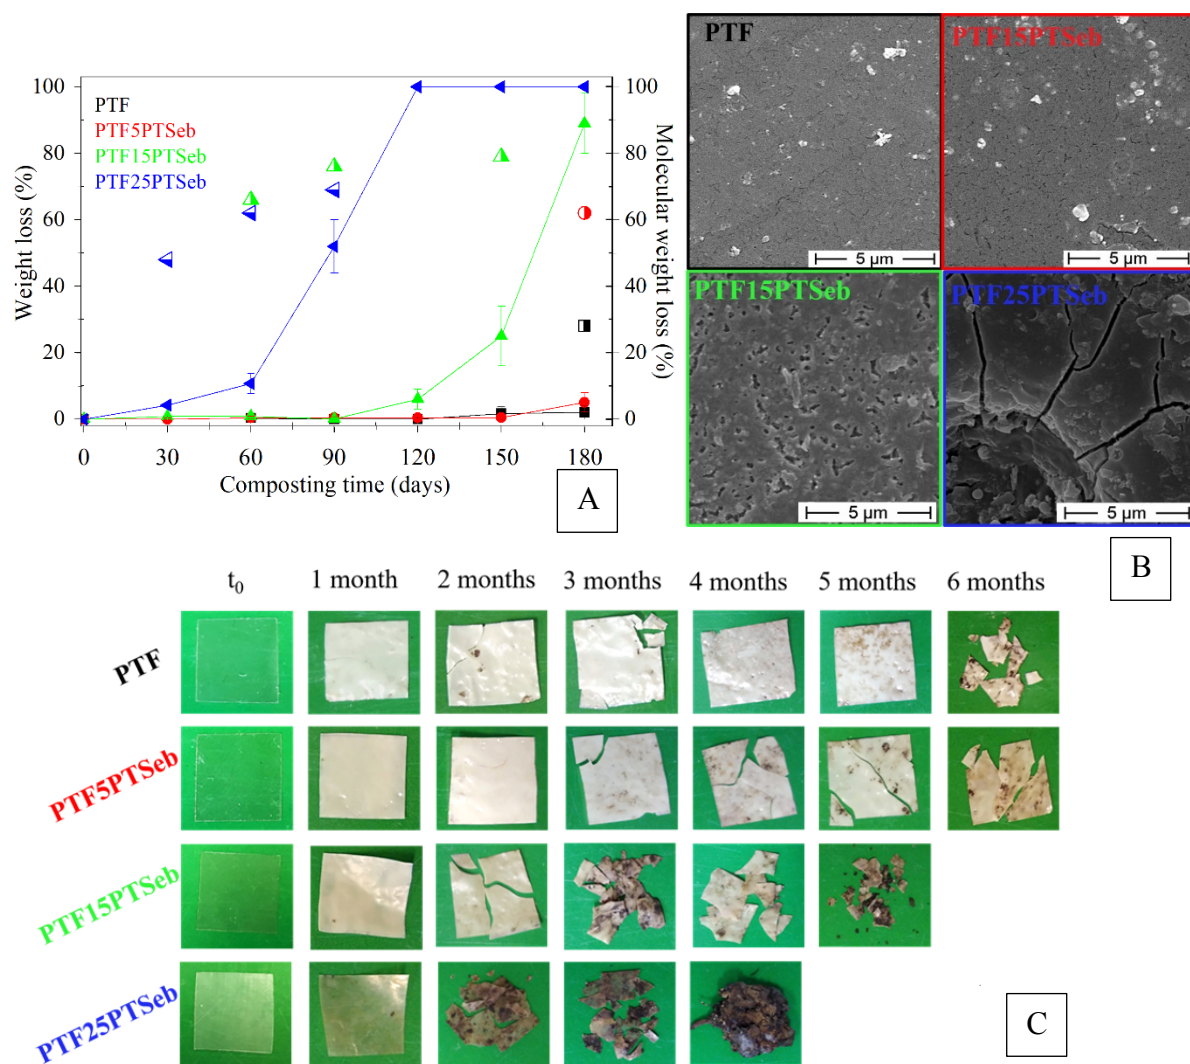 PTF
PTF5PTSeb
PTF15PTSeb
PTF25PTSeb
Weight loss (%)
100
80
60
40
20
0
Molecular weight loss (%)
100
80
60
40
20
0
0 30 60 90 120 150 180
Composting time (days)
A
PTF
5 µm
PTF15PTSeb
5 µm
PTF15PTSeb
5 µm
PTF25PTSeb
5 µm
B
t0 1 month 2 months 3 months 4 months 5 months 6 months
PTF
PTF5PTSeb
PTF15PTSeb
PTF25PTSeb
C